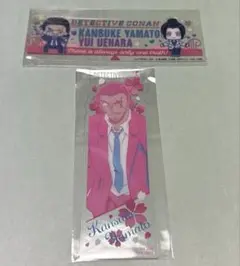 DETECTIVE CONAN
KANSUKE YAMATO
YUI UEHARA
There is always only one truth!
Kansuke
Yamato